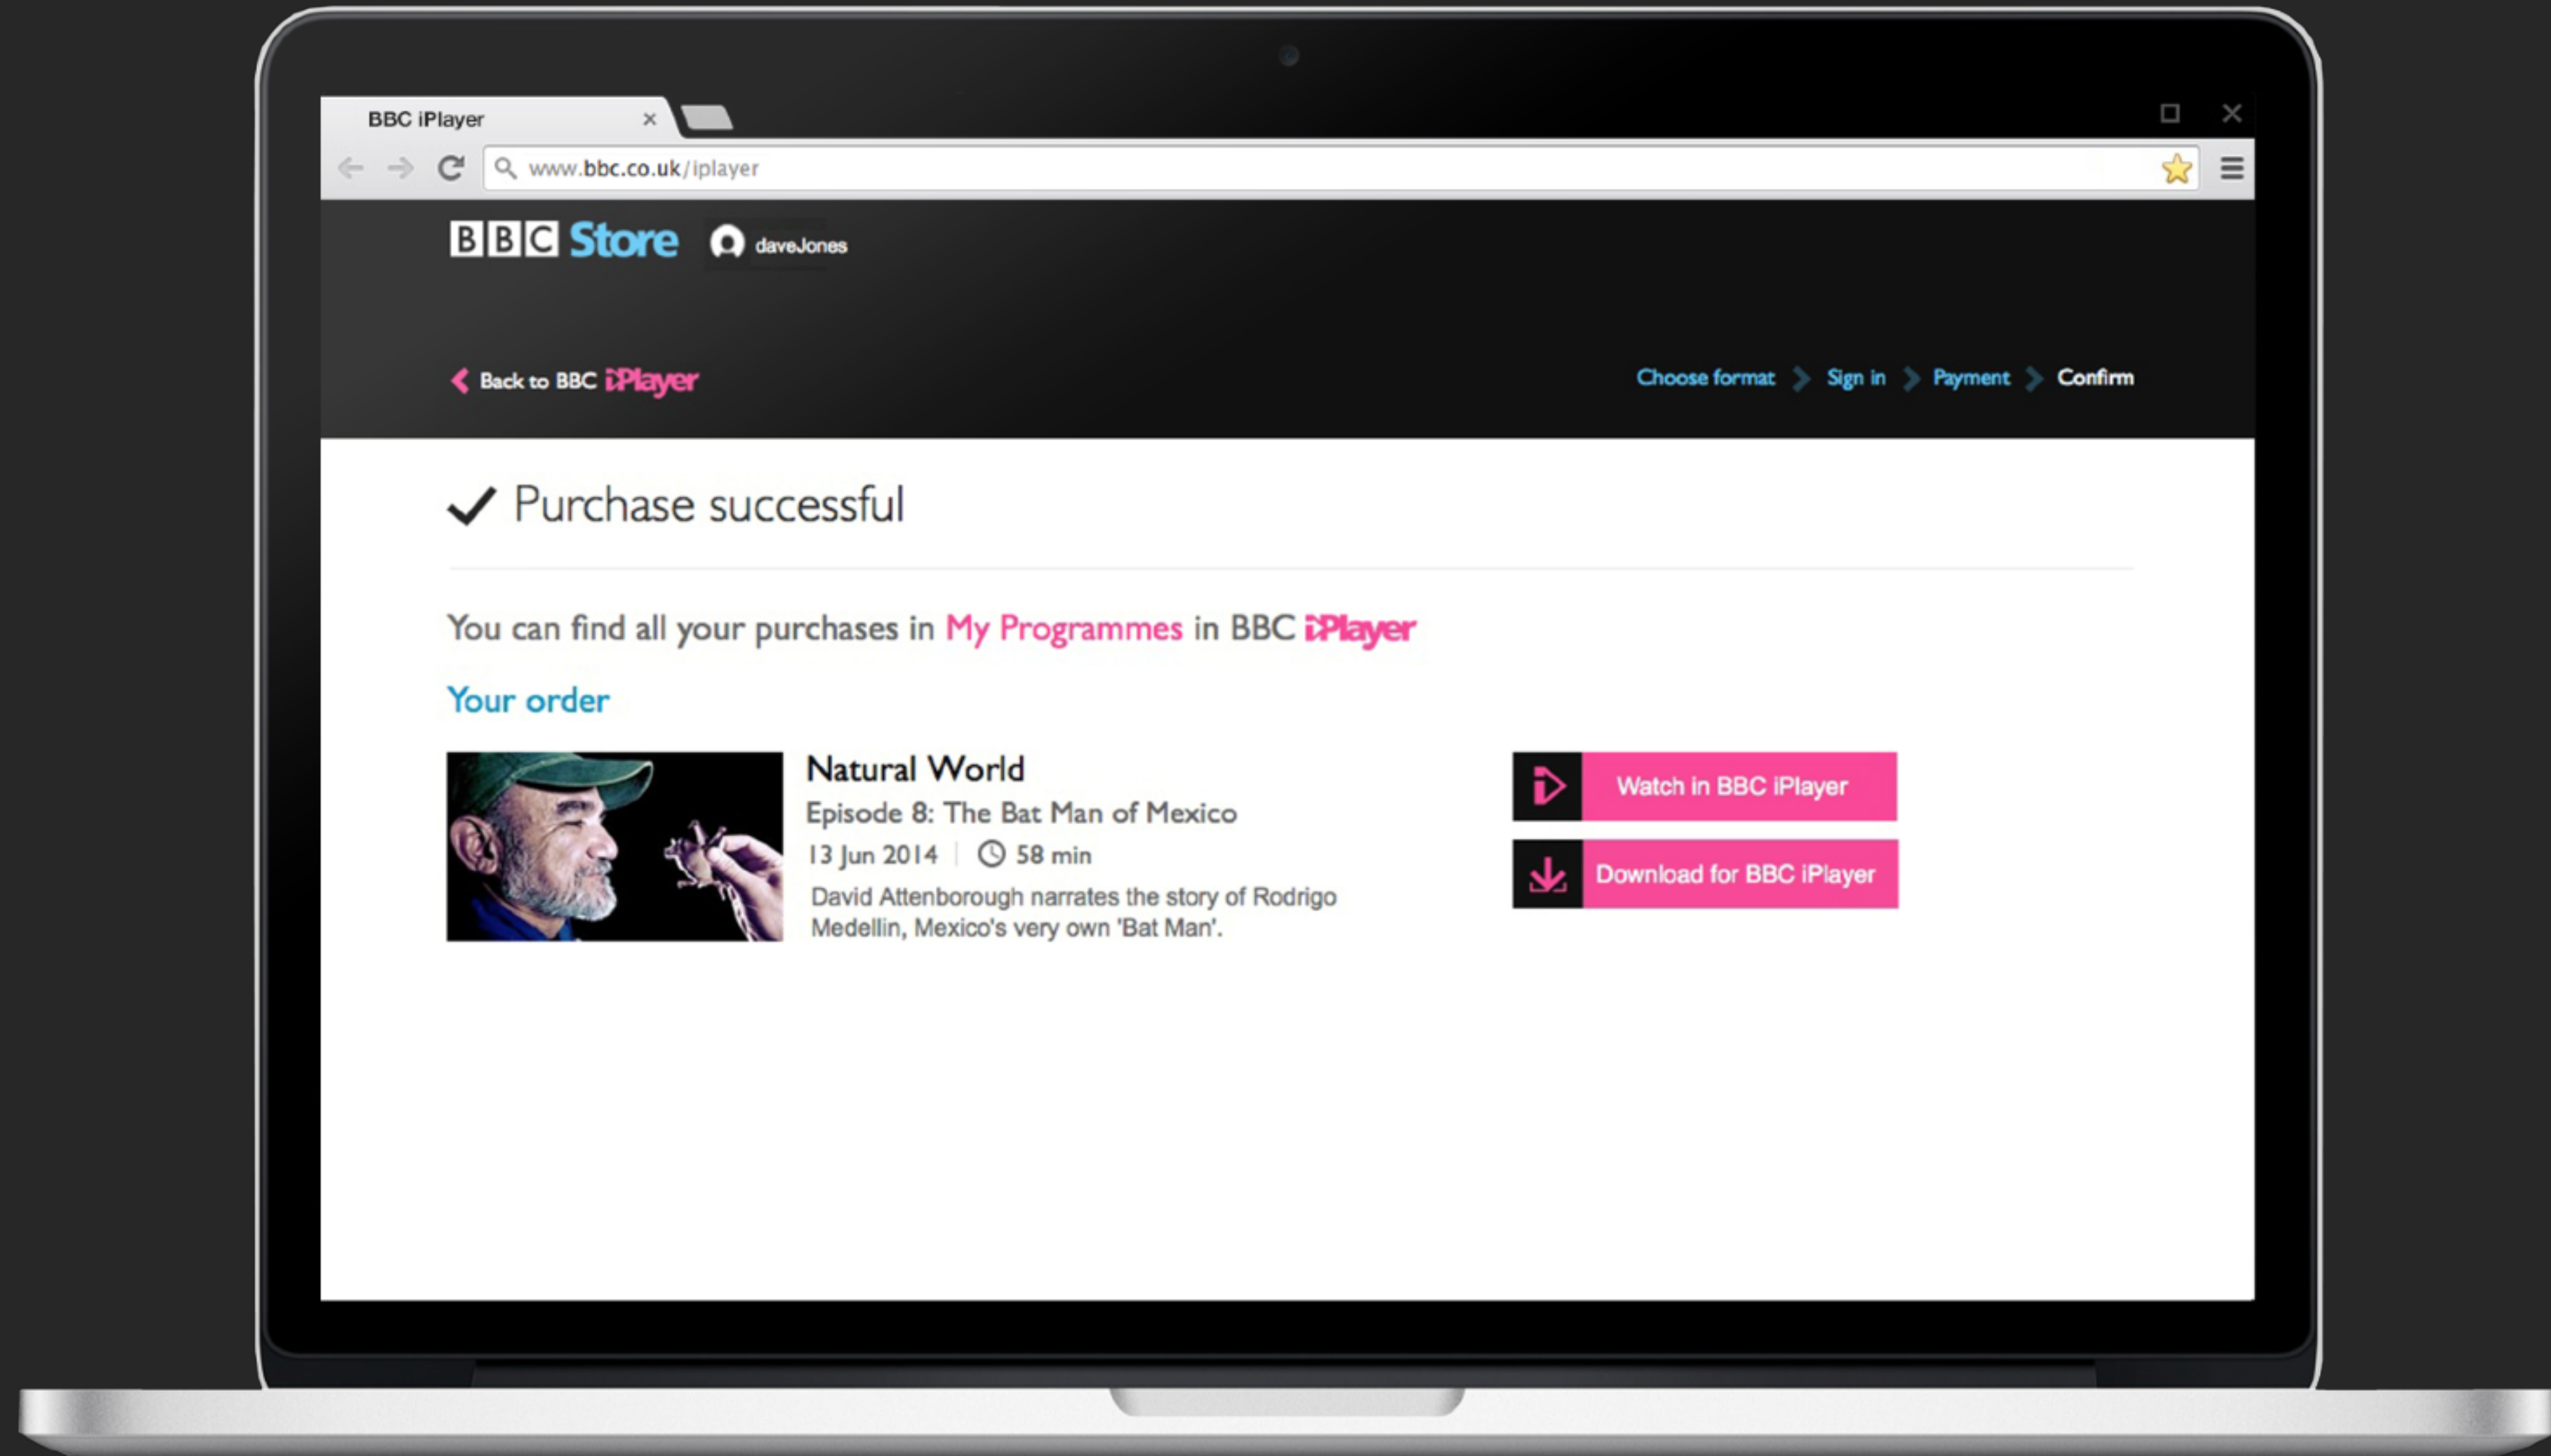 BBC iPlayer
www.bbc.co.uk/iplayer
BBC Store daveJones
Back to BBC iPlayer
Choose format Sign in Payment Confirm
Purchase successful
You can find all your purchases in My Programmes in BBC iPlayer
Your order
Natural World
Episode 8: The Bat Man of Mexico
13 Jun 2014 58 min
David Attenborough narrates the story of Rodrigo
Medellin, Mexico's very own 'Bat Man'.
Watch in BBC iPlayer
Download for BBC iPlayer